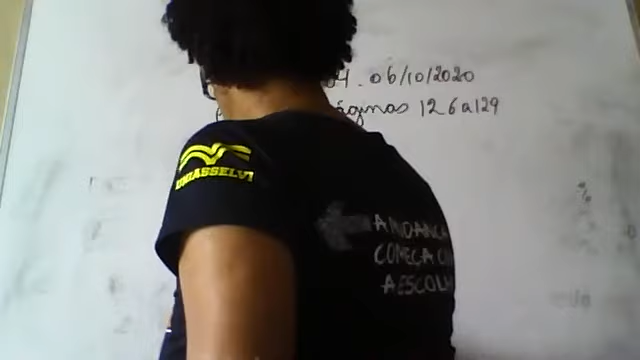 04. 06/10/2020
páginas 126 a 129
UNIASSELVI
A MUDANÇA
COMEÇA
A ESCOL